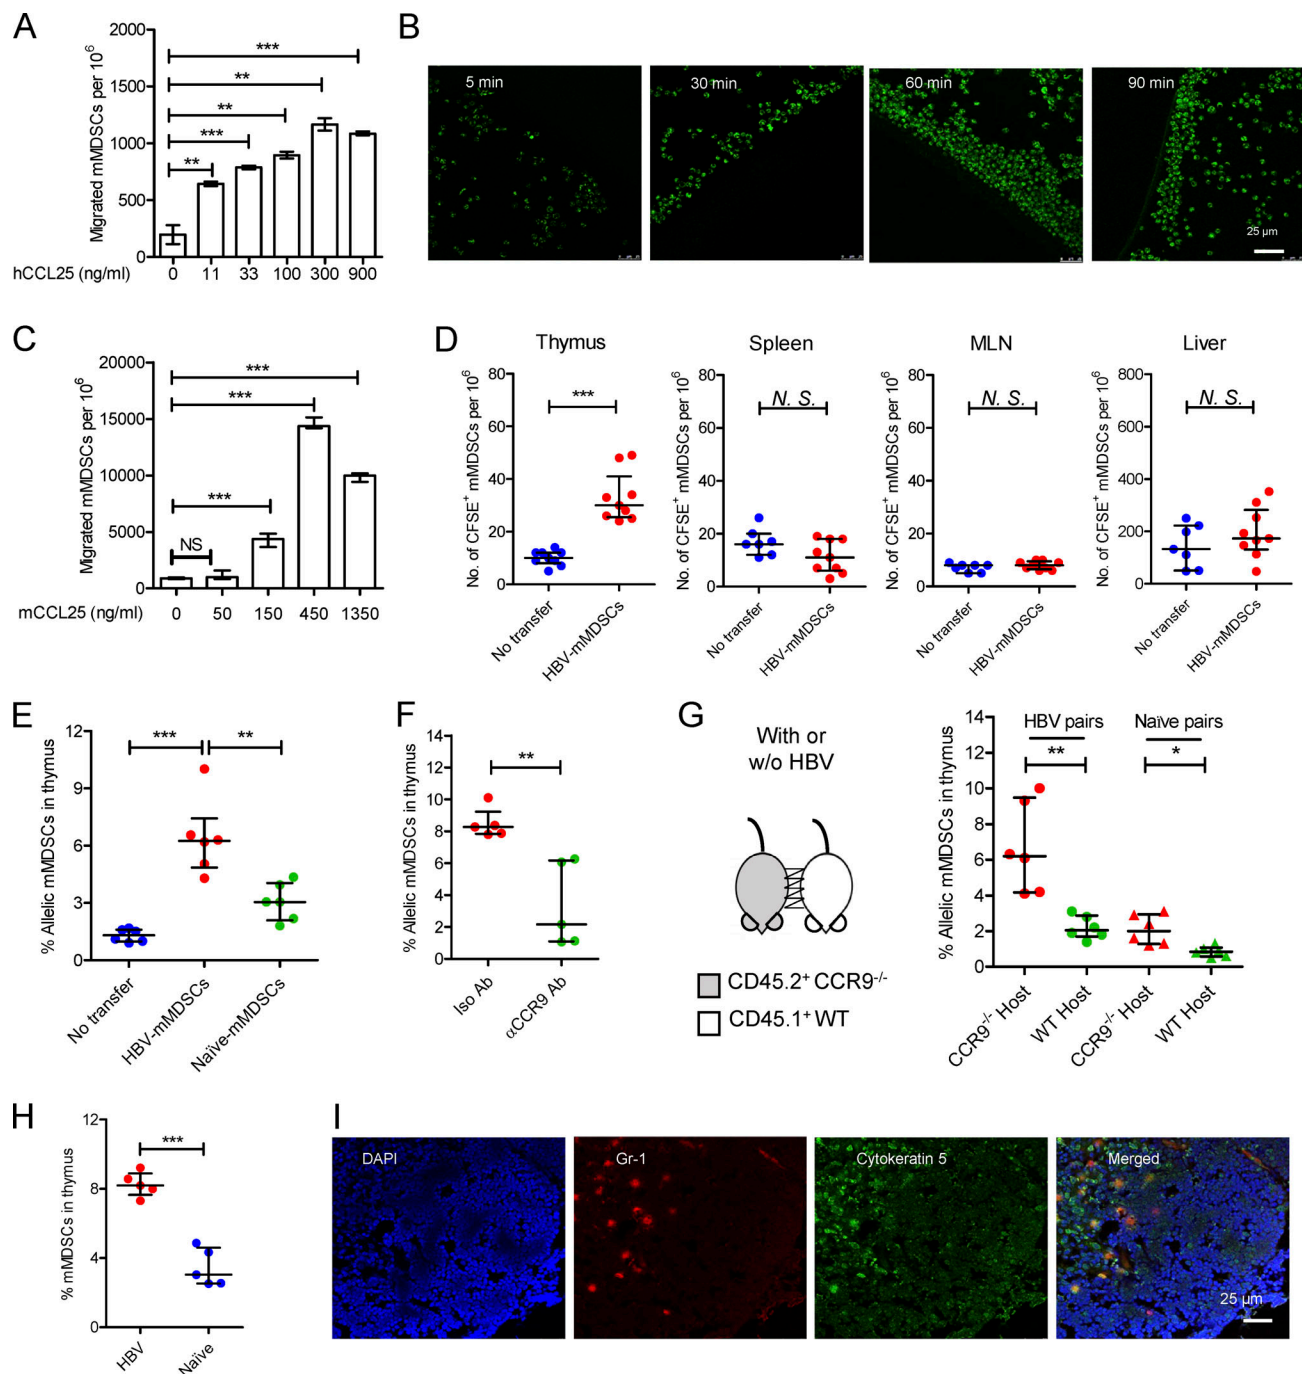 A
Migrated mMDSCs per 10⁶
2000
1500
1000
500
0
***
**
**
***
**
0 11 33 100 300 900
hCCL25 (ng/ml)
B
5 min
30 min
60 min
90 min
25 µm
C
Migrated mMDSCs per 10⁶
20000
15000
10000
5000
0
***
***
***
NS
0 50 150 450 1350
mCCL25 (ng/ml)
D
Thymus
No. of CFSE⁺ mMDSCs per 10⁶
80
60
40
20
0
***
No transfer
HBV-mMDSCs
Spleen
No. of CFSE⁺ mMDSCs per 10⁶
80
60
40
20
0
N. S.
No transfer
HBV-mMDSCs
MLN
No. of CFSE⁺ mMDSCs per 10⁶
80
60
40
20
0
N. S.
No transfer
HBV-mMDSCs
Liver
No. of CFSE⁺ mMDSCs per 10⁶
800
600
400
200
0
N. S.
No transfer
HBV-mMDSCs
E
% Allelic mMDSCs in thymus
12
9
6
3
0
*** **
No transfer
HBV-mMDSCs
Naïve-mMDSCs
F
% Allelic mMDSCs in thymus
14
12
10
8
6
4
2
0
**
Iso Ab
αCCR9 Ab
G
With or
w/o HBV
CD45.2⁺ CCR9⁻/⁻
CD45.1⁺ WT
% Allelic mMDSCs in thymus
14
12
10
8
6
4
2
0
HBV pairs Naïve pairs
** *
CCR9⁻/⁻ Host
WT Host
CCR9⁻/⁻ Host
WT Host
H
% mMDSCs in thymus
12
8
4
0
***
HBV
Naïve
I
DAPI
Gr-1
Cytokeratin 5
Merged
25 µm